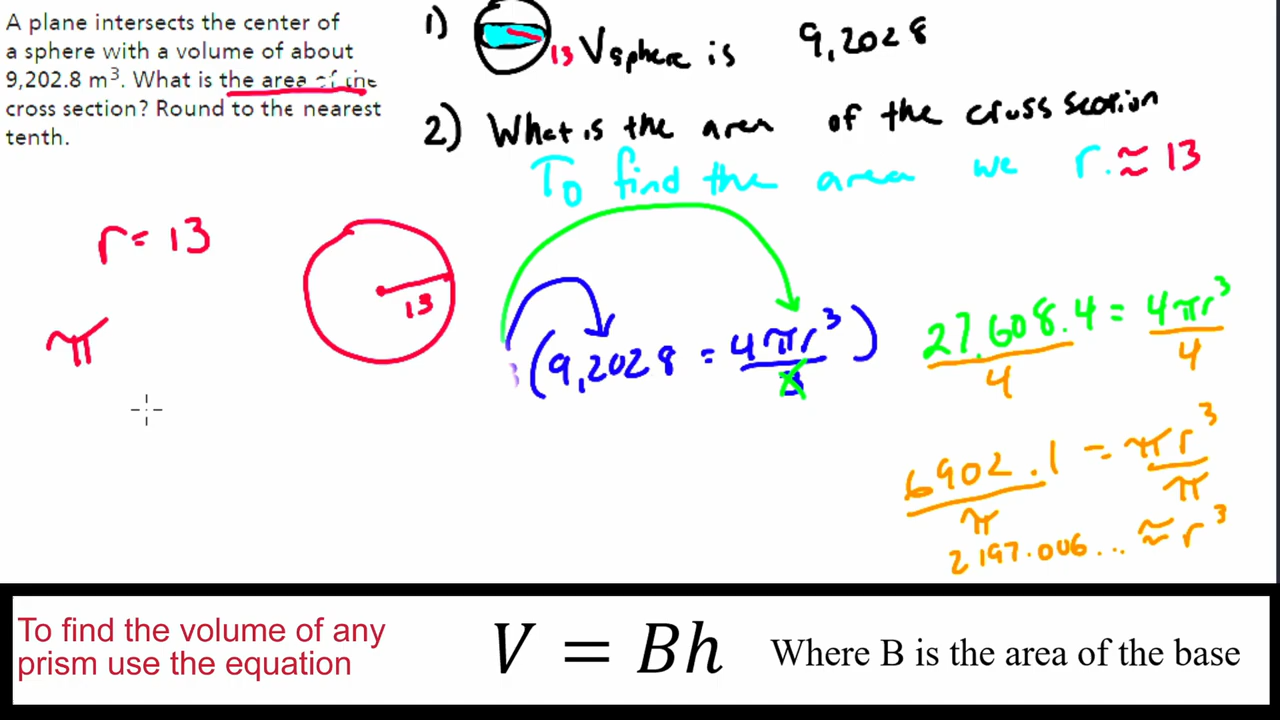 A plane intersects the center of
a sphere with a volume of about
9,202.8 m³. What is the area of the
cross section? Round to the nearest
tenth.
1) 13 Vsphere is 9,2028
2) What is the area of the cross section
To find the area we r. ≈ 13
r = 13
13
π
3 (9,2028 = 4πr³/3)
27,608.4/4 = 4πr³/4
6902.1/π = πr³/π
2197.006... ≈ r³
To find the volume of any
prism use the equation
V = Bh Where B is the area of the base